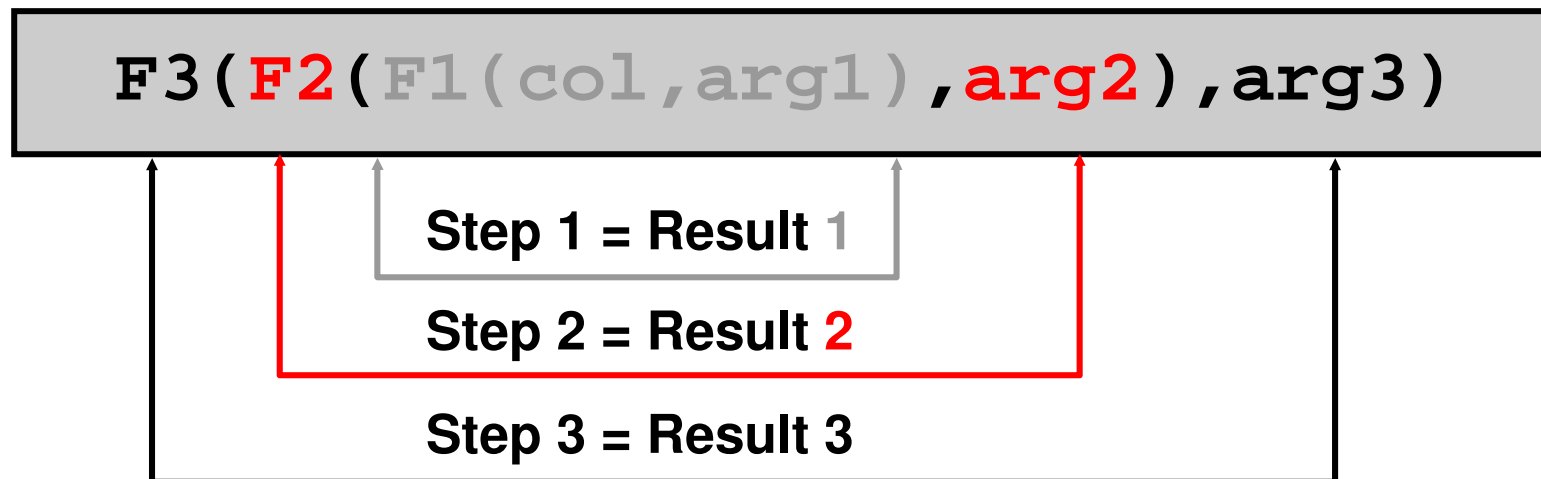 F3(F2(F1(col,arg1),arg2),arg3)
Step 1 = Result 1
Step 2 = Result 2
Step 3 = Result 3